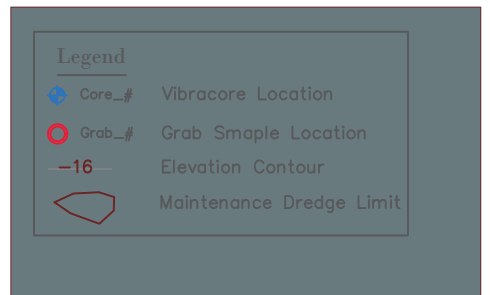 Legend
Core_# Vibracore Location
Grab_# Grab Smaple Location
-16 Elevation Contour
Maintenance Dredge Limit